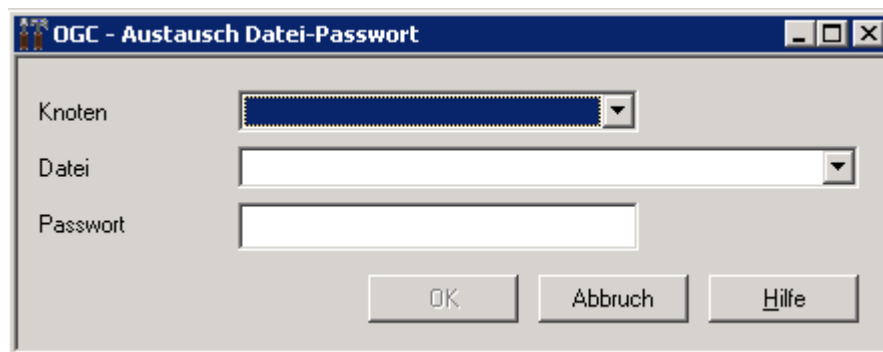 OGC - Austausch Datei-Passwort
Knoten
Datei
Passwort
OK Abbruch Hilfe